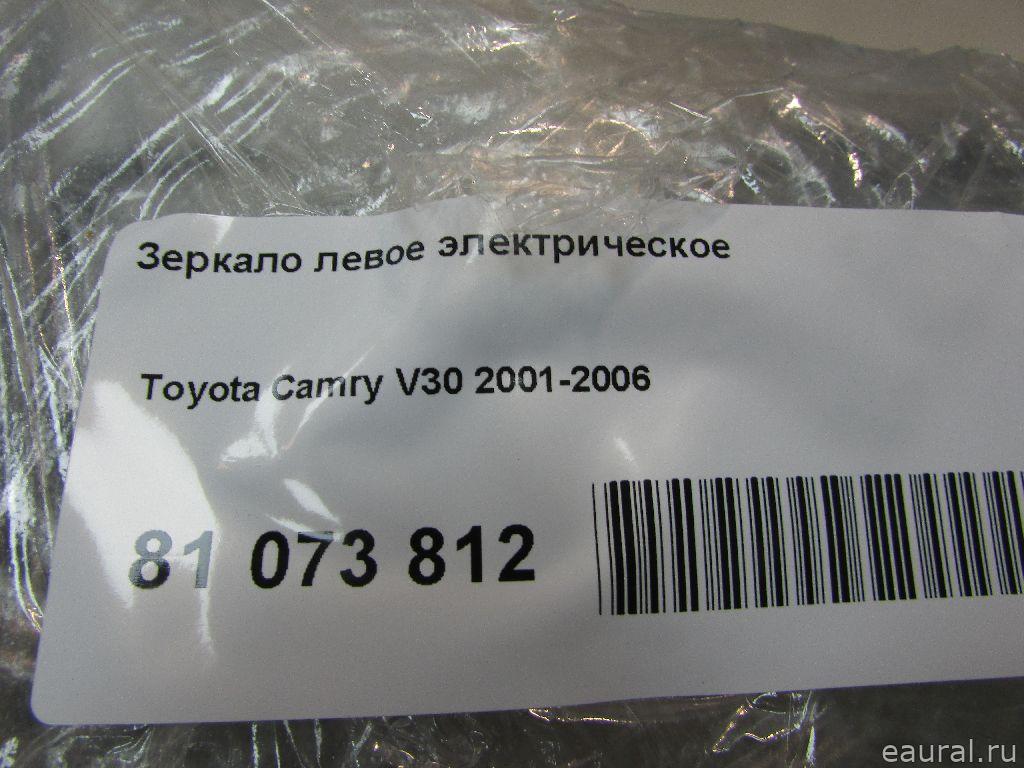 Зеркало левое электрическое
Toyota Camry V30 2001-2006
81 073 812
eaural.ru